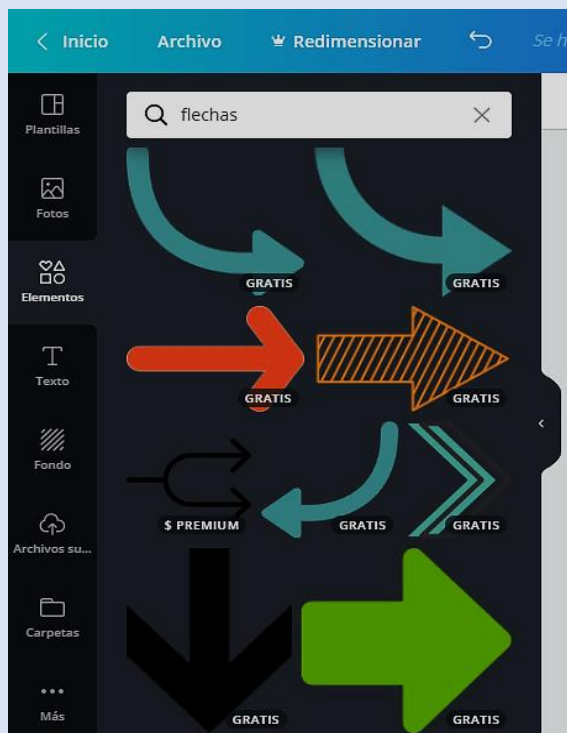 Inicio Archivo Redimensionar Se h
flechas
Plantillas
Fotos
Elementos
Texto
Fondo
Archivos su...
Carpetas
Más
GRATIS GRATIS
GRATIS GRATIS
$ PREMIUM GRATIS GRATIS
GRATIS GRATIS